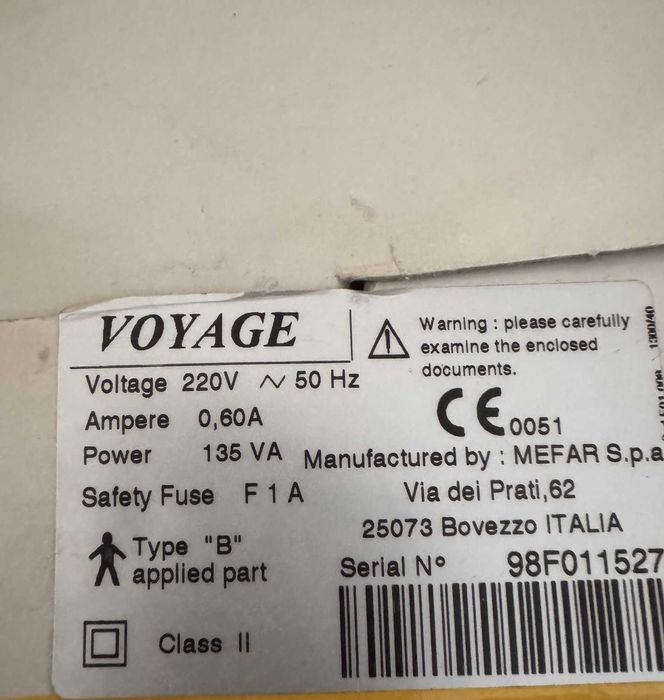 VOYAGE
Warning : please carefully
examine the enclosed
documents.
Voltage 220V ~ 50 Hz
Ampere 0,60A
CE 0051
Power 135 VA
Manufactured by : MEFAR S.p.a
Safety Fuse F 1 A
Via dei Prati,62
25073 Bovezzo ITALIA
Type "B"
applied part
Serial N° 98F011527
Class II
1300/40